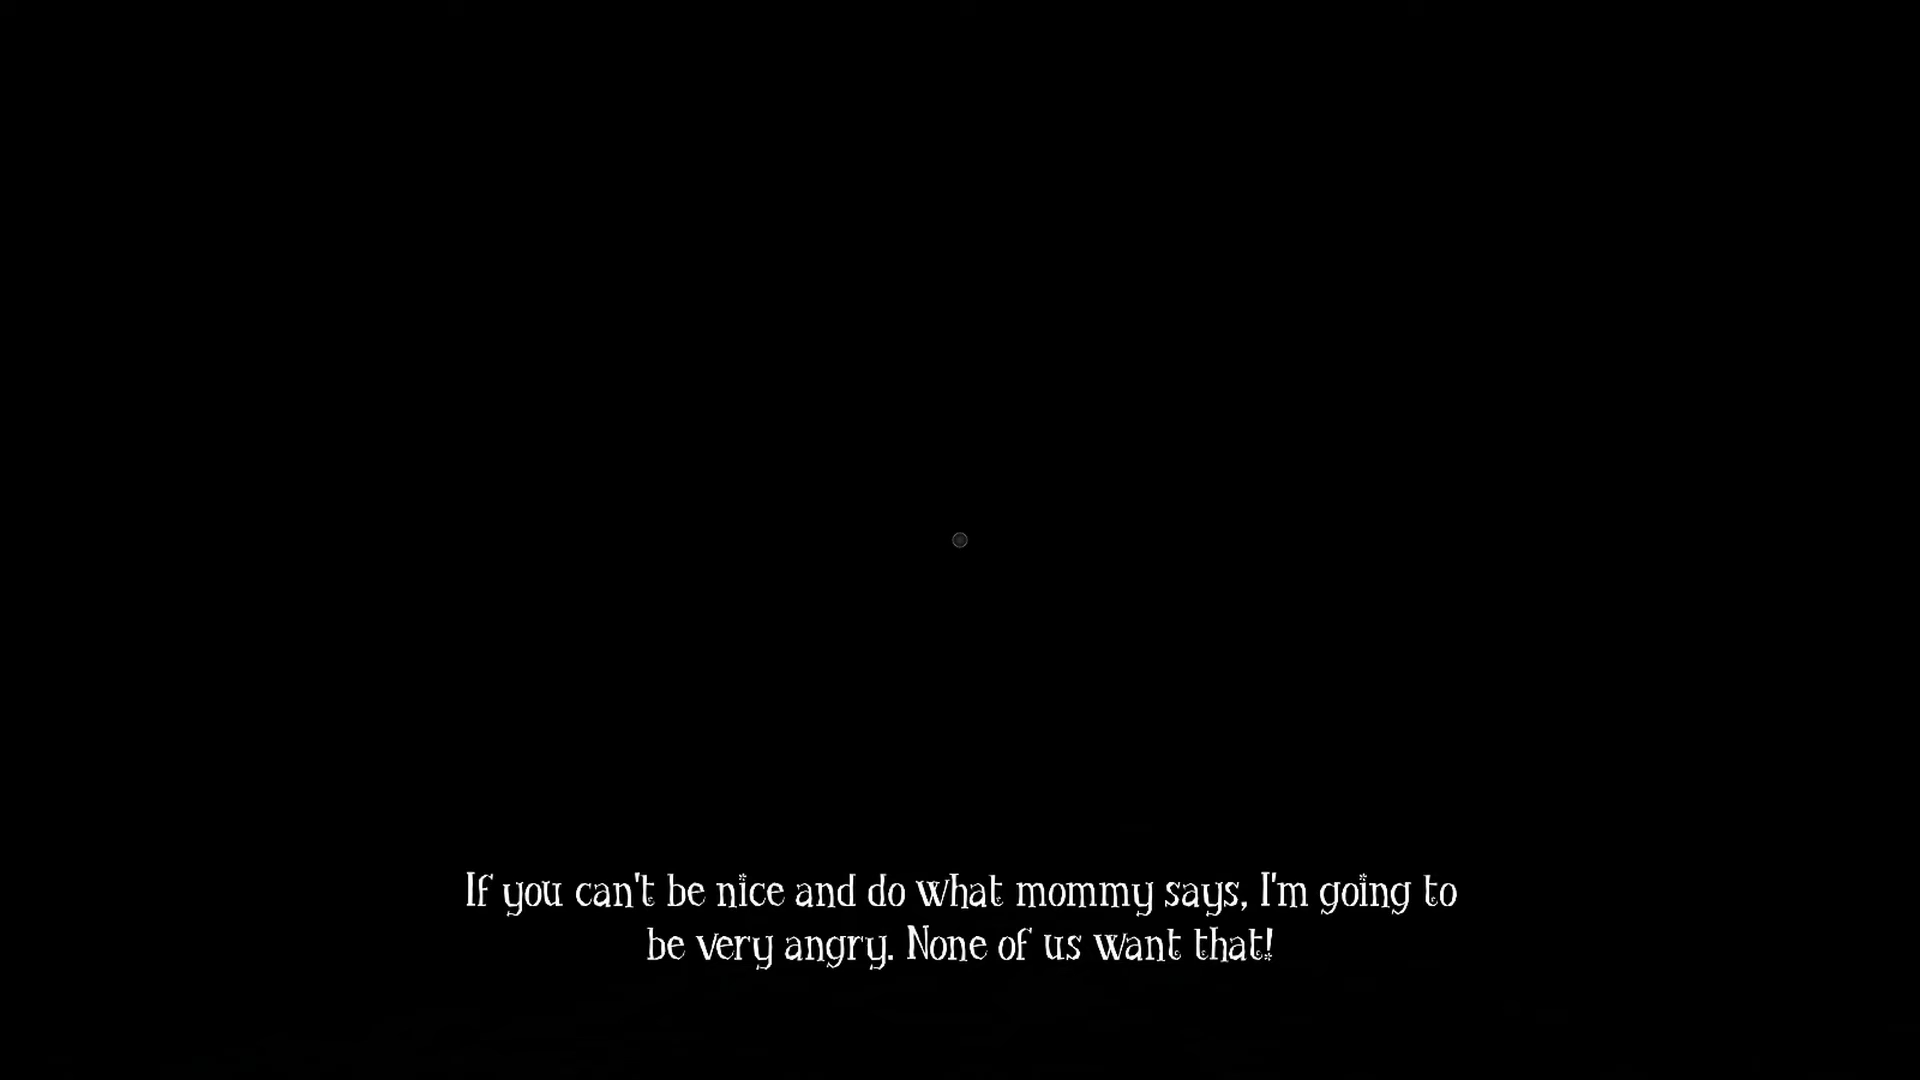 If you can't be nice and do what mommy says, I'm going to
be very angry. None of us want that!